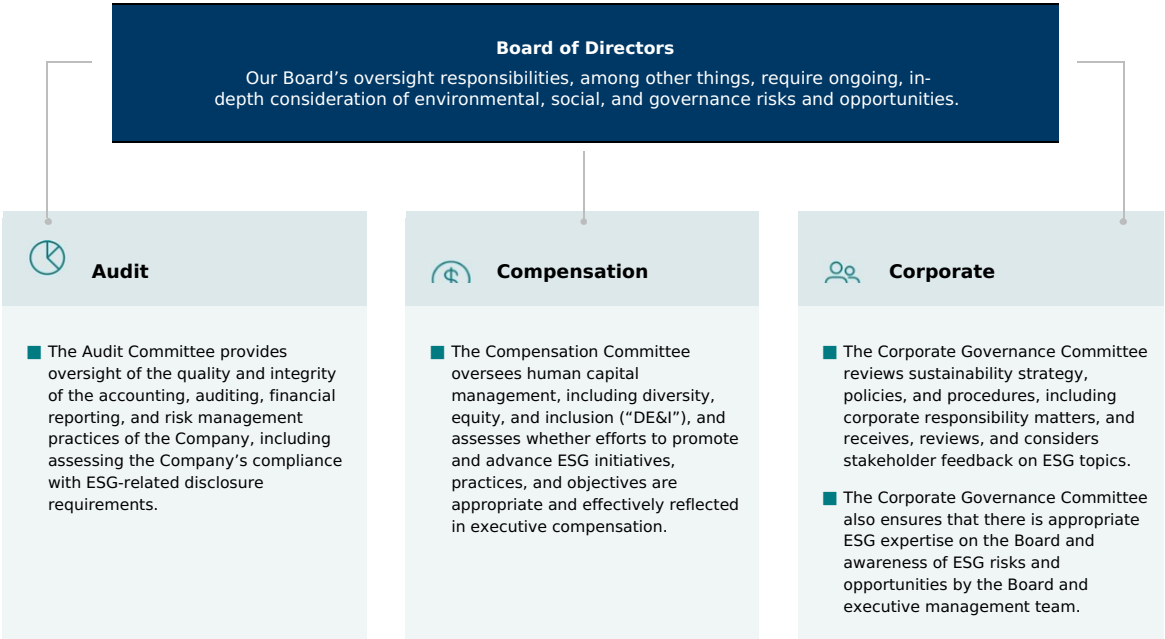 Board of Directors
Our Board’s oversight responsibilities, among other things, require ongoing, in-
depth consideration of environmental, social, and governance risks and opportunities.
Audit
The Audit Committee provides
oversight of the quality and integrity
of the accounting, auditing, financial
reporting, and risk management
practices of the Company, including
assessing the Company’s compliance
with ESG-related disclosure
requirements.
Compensation
The Compensation Committee
oversees human capital
management, including diversity,
equity, and inclusion (“DE&I”), and
assesses whether efforts to promote
and advance ESG initiatives,
practices, and objectives are
appropriate and effectively reflected
in executive compensation.
Corporate
The Corporate Governance Committee
reviews sustainability strategy,
policies, and procedures, including
corporate responsibility matters, and
receives, reviews, and considers
stakeholder feedback on ESG topics.
The Corporate Governance Committee
also ensures that there is appropriate
ESG expertise on the Board and
awareness of ESG risks and
opportunities by the Board and
executive management team.